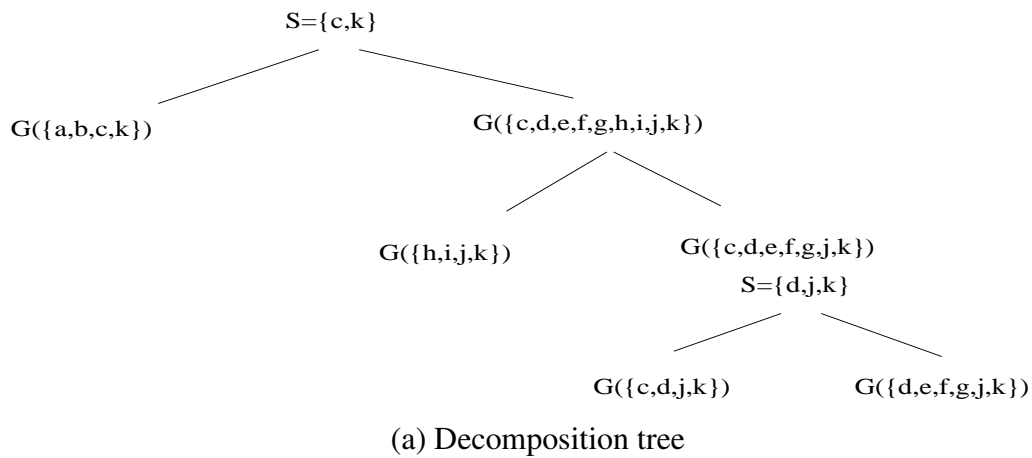 S={c,k}
G({a,b,c,k})
G({c,d,e,f,g,h,i,j,k})
G({h,i,j,k})
G({c,d,e,f,g,j,k})
S={d,j,k}
G({c,d,j,k})
G({d,e,f,g,j,k})
(a) Decomposition tree